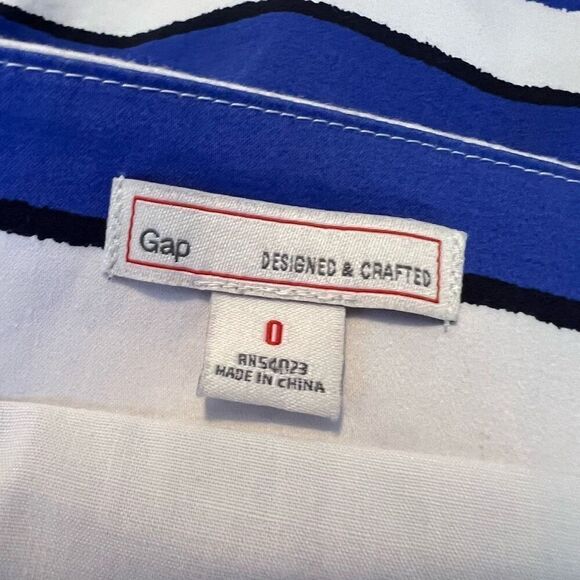 Gap DESIGNED & CRAFTED
0
RN54023
MADE IN CHINA